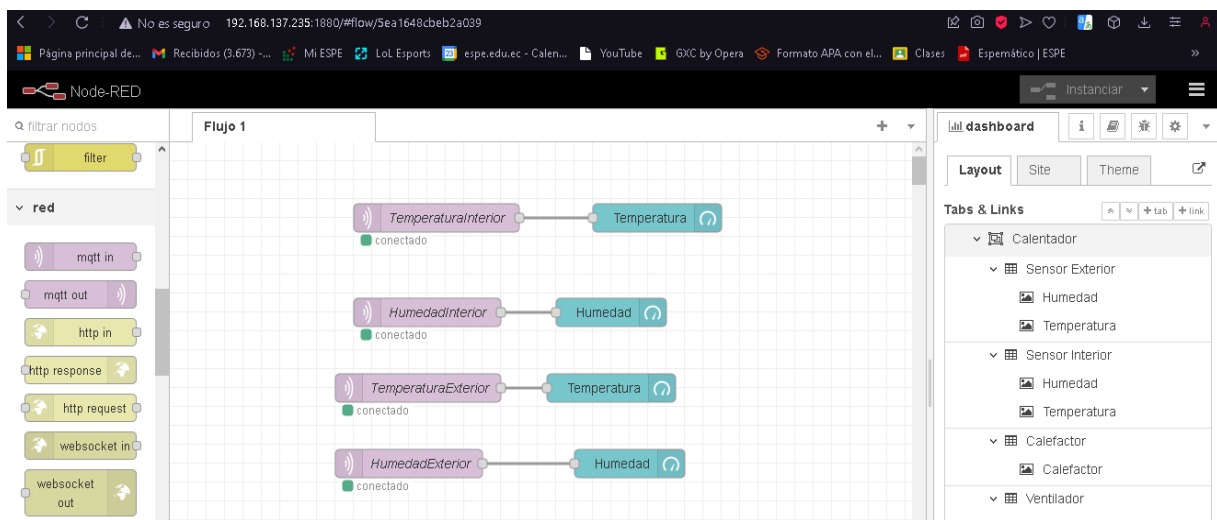 No es seguro 192.168.137.235:1880/#flow/5ea1648cbeb2a039
Página principal de... Recibidos (3.673) -... Mi ESPE LoL Esports espe.edu.ec - Calen... YouTube GXC by Opera Formato APA con el... Clases Espemático | ESPE »
Node-RED Instanciar
filtrar nodos Flujo 1 dashboard
filter
Layout Site Theme
red
Tabs & Links +tab +link
TemperaturaInterior Temperatura
conectado
Calentador
mqtt in
Sensor Exterior
mqtt out
Humedad
HumedadInterior Humedad
conectado
http in
Temperatura
Sensor Interior
http response
Humedad
TemperaturaExterior Temperatura
conectado
http request
Temperatura
websocket in
Calefactor
HumedadExterior Humedad
conectado
Calefactor
websocket
out
Ventilador